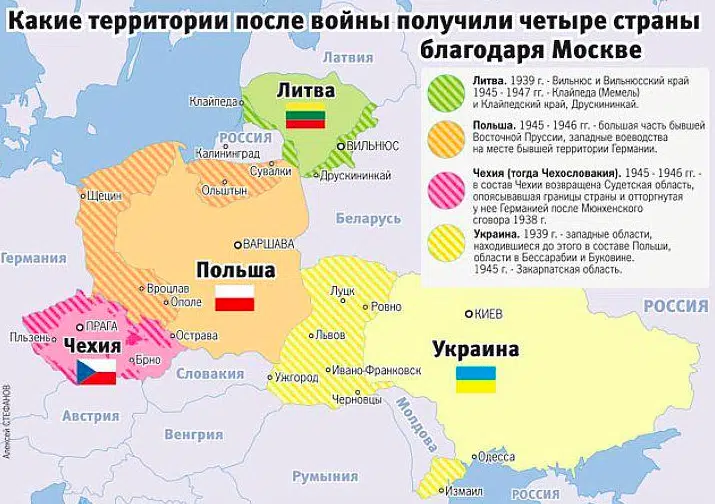 Какие территории после войны получили четыре страны
благодаря Москве
Литва. 1939 г. - Вильнюс и Вильнюсский край
1945 - 1947 гг. - Клайпеда (Мемель)
и Клайпедский край, Друскининкай.
Польша. 1945 - 1946 гг. - большая часть бывшей
Восточной Пруссии, западные воеводства
на месте бывшей территории Германии.
Чехия (тогда Чехословакия). 1945 - 1946 гг. -
в состав Чехии возвращена Судетская область,
опоясывавшая границы страны и отторгнутая
у нее Германией после Мюнхенского
сговора 1938 г.
Украина. 1939 г. - западные области,
находившиеся до этого в составе Польши,
области в Бессарабии и Буковине.
1945 г. - Закарпатская область.
Латвия
Литва
Клайпеда
РОССИЯ
ВИЛЬНЮС
Калининград
Сувалки
Друскининкай
Ольштын
Щецин
Беларусь
ВАРШАВА
Германия
Польша
Вроцлав
Ополе
Луцк
Ровно
КИЕВ
РОССИЯ
ПРАГА
Пльзень
Чехия
Острава
Брно
Львов
Украина
Словакия
Ужгород
Ивано-Франковск
Черновцы
Австрия
Венгрия
Молдова
Одесса
Румыния
Измаил
РОССИЯ
Алексей СТЕФАНОВ